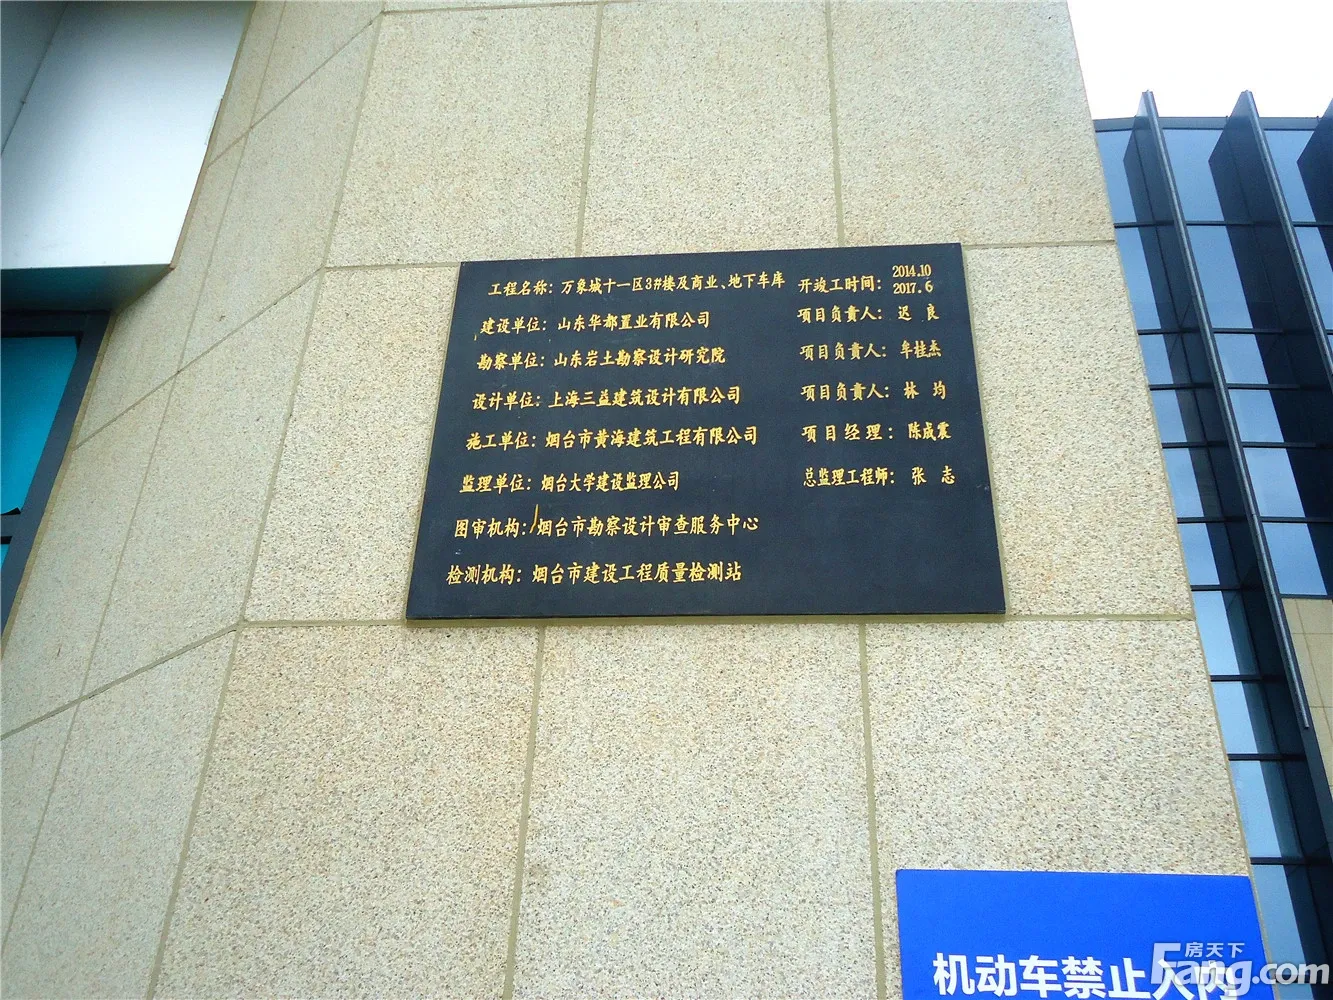 工程名称：万象城十一区3#楼及商业、地下车库 开竣工时间：2014.10 2017.6
建设单位：山东华都置业有限公司 项目负责人：迟良
勘察单位：山东岩土勘察设计研究院 项目负责人：牟桂杰
设计单位：上海三益建筑设计有限公司 项目负责人：林均
施工单位：烟台市黄海建筑工程有限公司 项目经理：陈成震
监理单位：烟台大学建设监理公司 总监理工程师：张志
图审机构：烟台市勘察设计审查服务中心
检测机构：烟台市建设工程质量检测站
机动车禁止入内
房天下
Fang.com